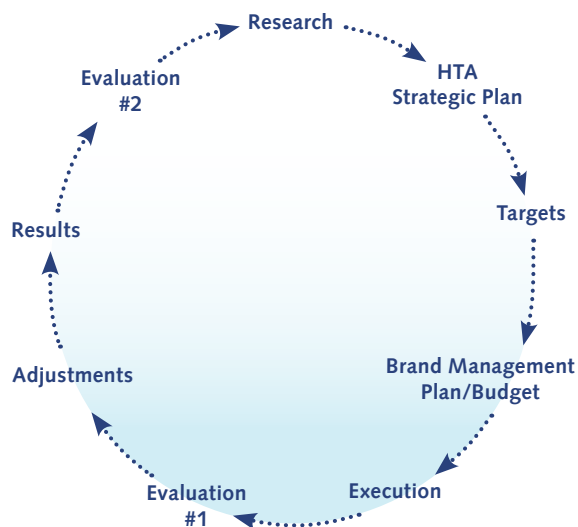 Research
HTA
Strategic Plan
Targets
Brand Management
Plan/Budget
Execution
Evaluation
#1
Adjustments
Results
Evaluation
#2